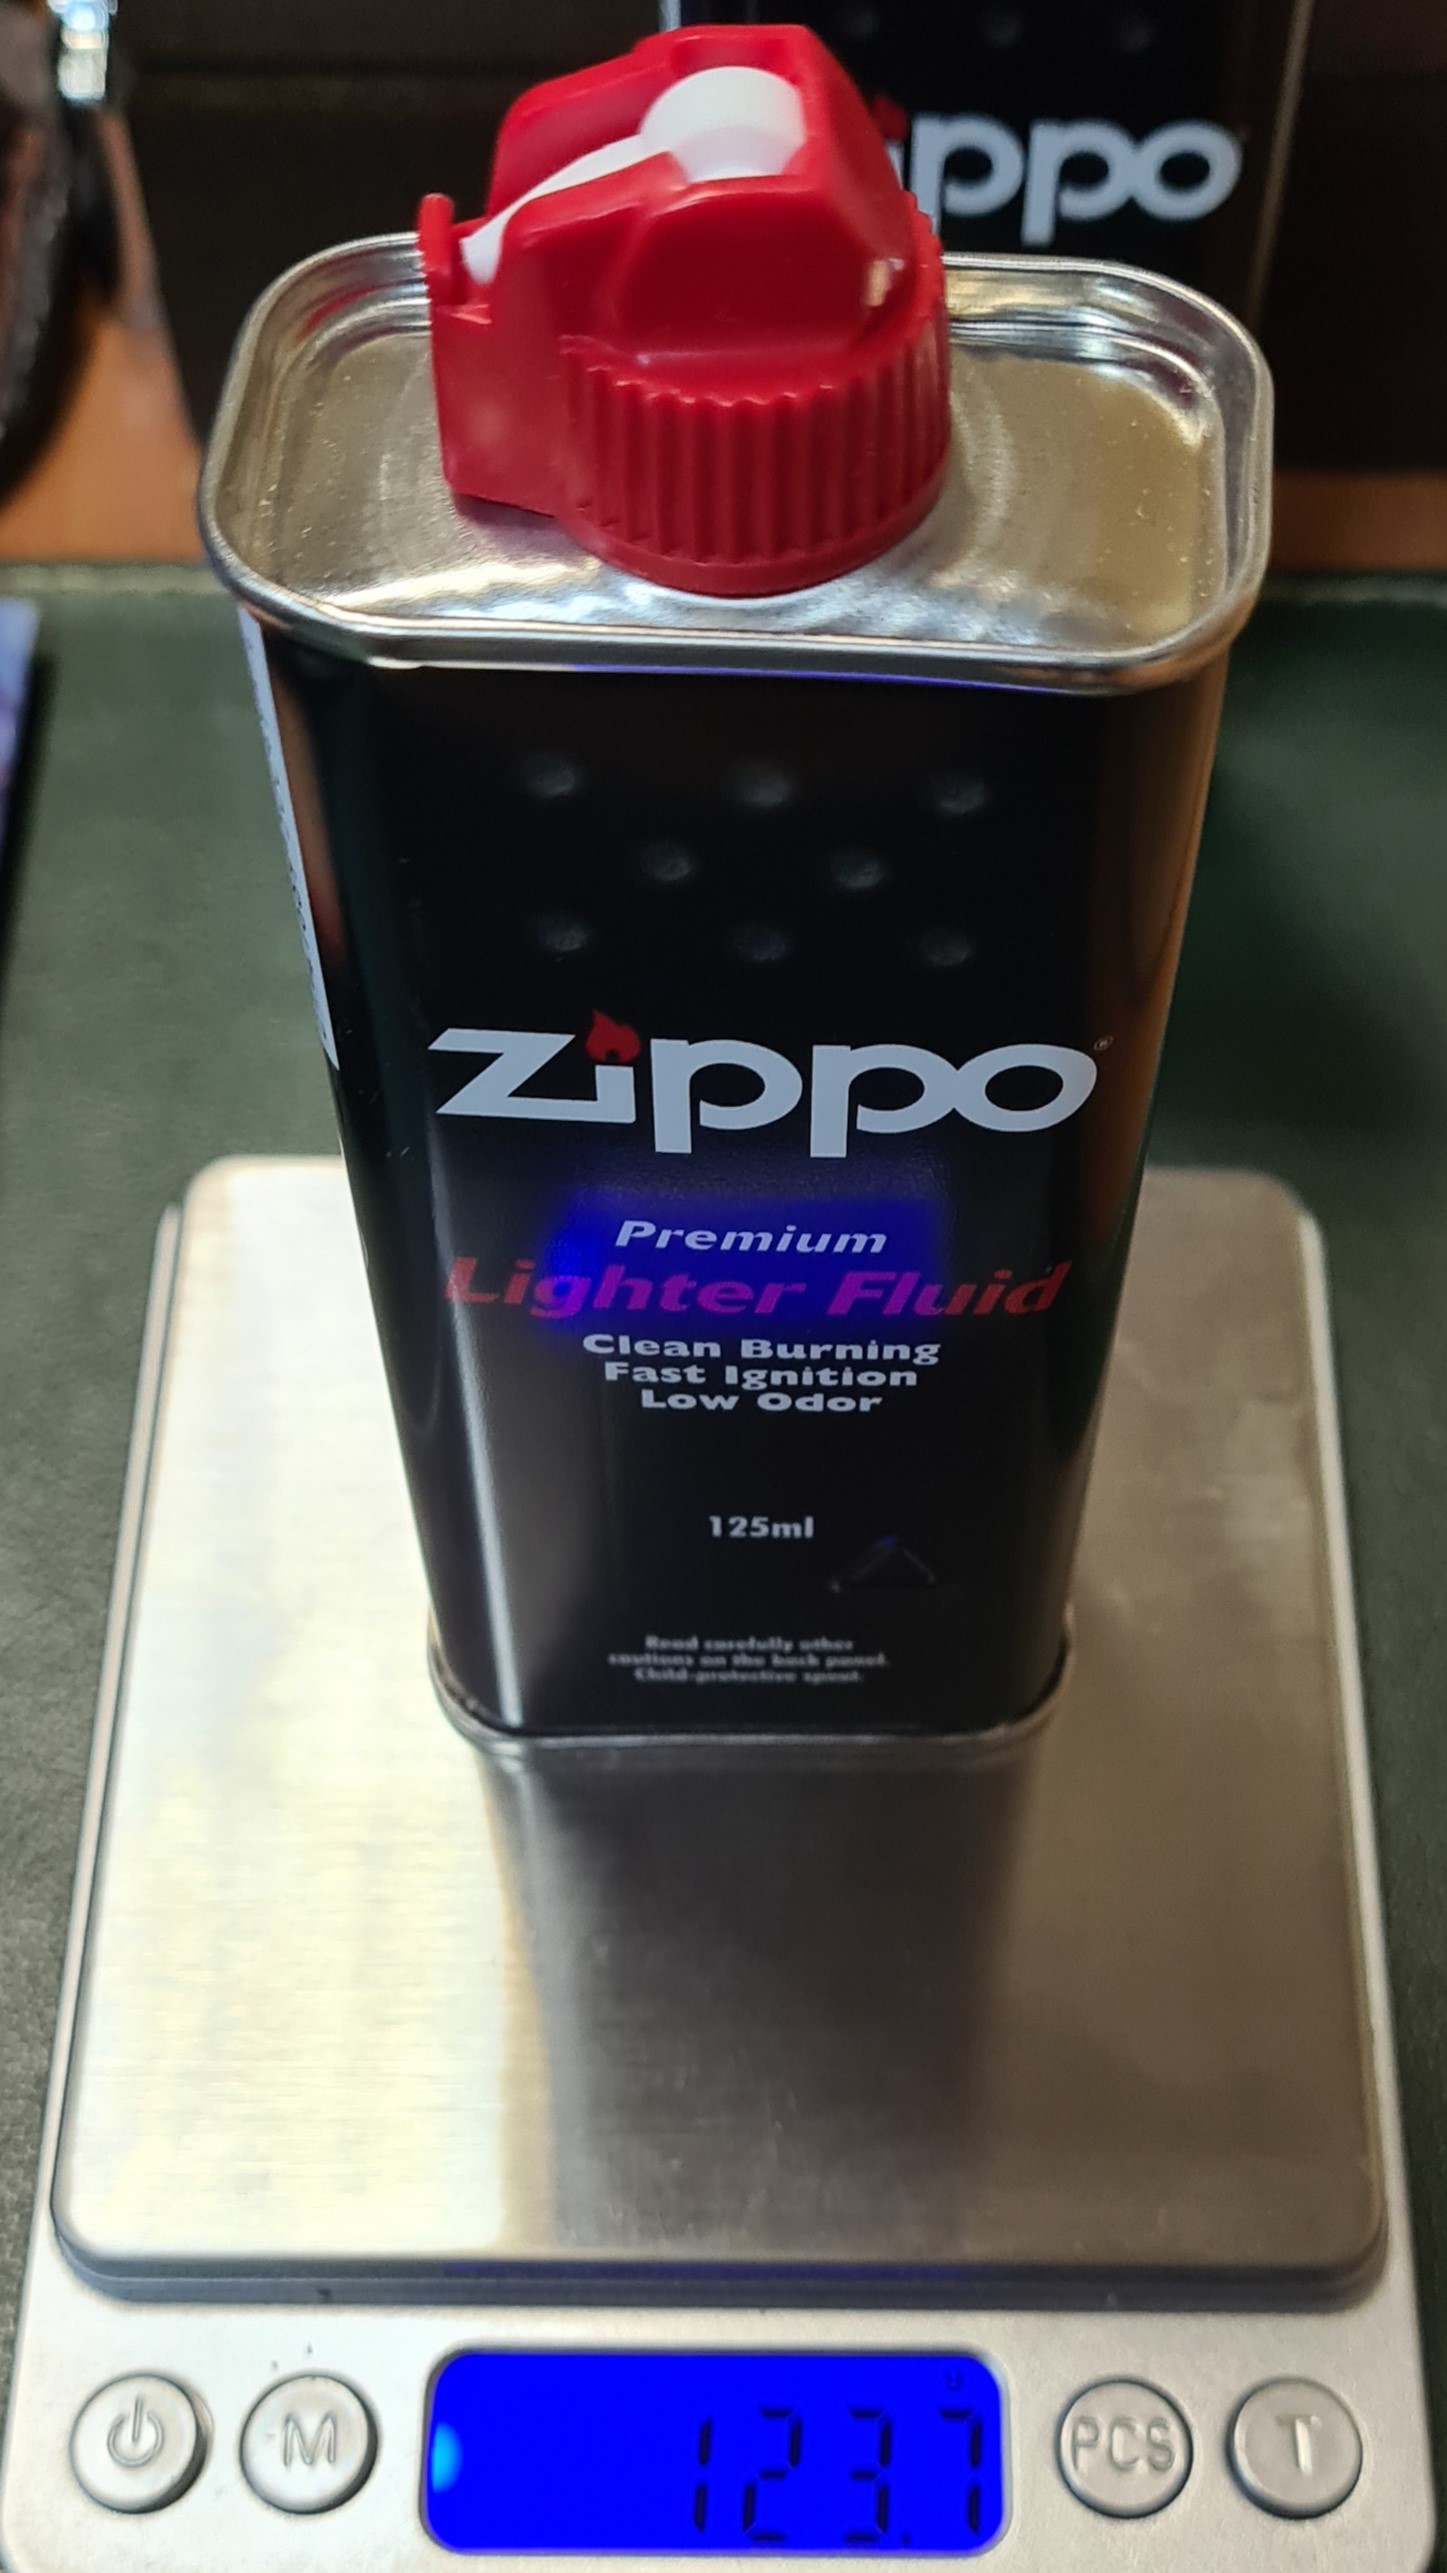 ippo
zippo®
Premium
Lighter Fluid
Clean Burning
Fast Ignition
Low Odor
125ml
Read carefully other
cautions on the back panel.
Child-protective spout.
g
123.7
M
PCS
T